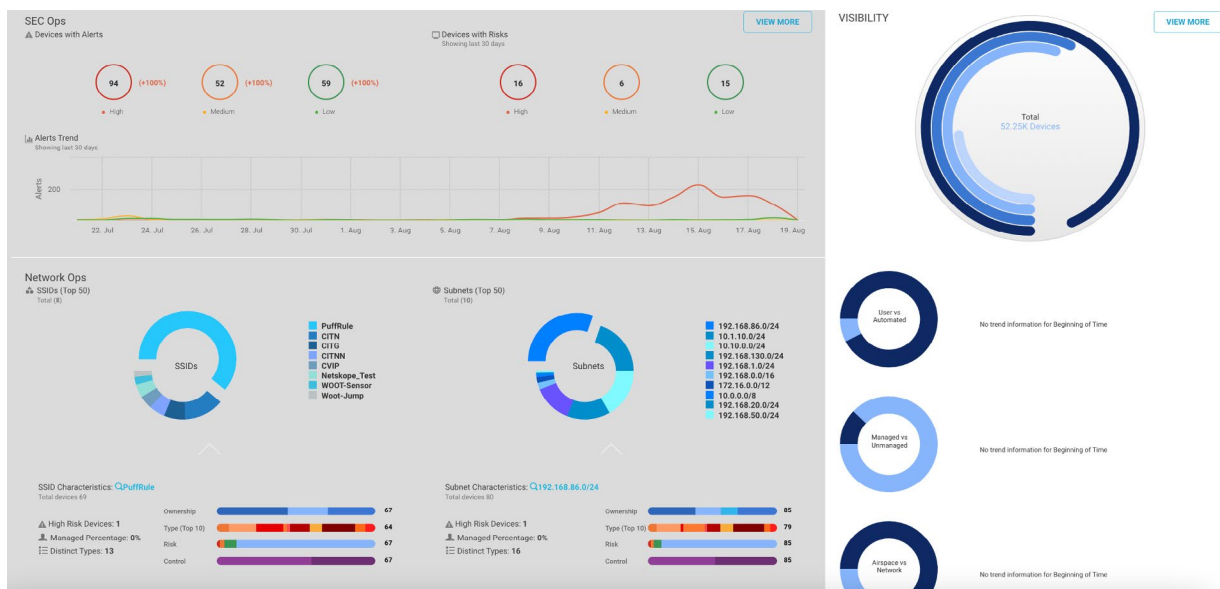 SEC Ops
VIEW MORE
Devices with Alerts
Devices with Risks
Showing last 30 days
94
(+100%)
52
(+100%)
59
(+100%)
16
6
15
High
Medium
Low
High
Medium
Low
Alerts Trend
Showing last 30 days
Alerts
200
22. Jul
24. Jul
26. Jul
28. Jul
30. Jul
1. Aug
3. Aug
5. Aug
7. Aug
9. Aug
11. Aug
13. Aug
15. Aug
17. Aug
19. Aug
Network Ops
SSIDs (Top 50)
Total (8)
SSIDs
PuffRule
CITN
CITG
CITNN
CVIP
Netskope_Test
WOOT-Sensor
Woot-Jump
Subnets (Top 50)
Total (10)
Subnets
192.168.86.0/24
10.1.10.0/24
10.10.0.0/24
192.168.130.0/24
192.168.1.0/24
192.168.0.0/16
172.16.0.0/12
10.0.0.0/8
192.168.20.0/24
192.168.50.0/24
SSID Characteristics: PuffRule
Total devices 69
High Risk Devices: 1
Managed Percentage: 0%
Distinct Types: 13
Ownership
67
Type (Top 10)
64
Risk
67
Control
67
Subnet Characteristics: 192.168.86.0/24
Total devices 80
High Risk Devices: 1
Managed Percentage: 0%
Distinct Types: 16
Ownership
85
Type (Top 10)
79
Risk
85
Control
85
VISIBILITY
VIEW MORE
Total
52.25K Devices
User vs
Automated
No trend information for Beginning of Time
Managed vs
Unmanaged
No trend information for Beginning of Time
Airspace vs
Network
No trend information for Beginning of Time